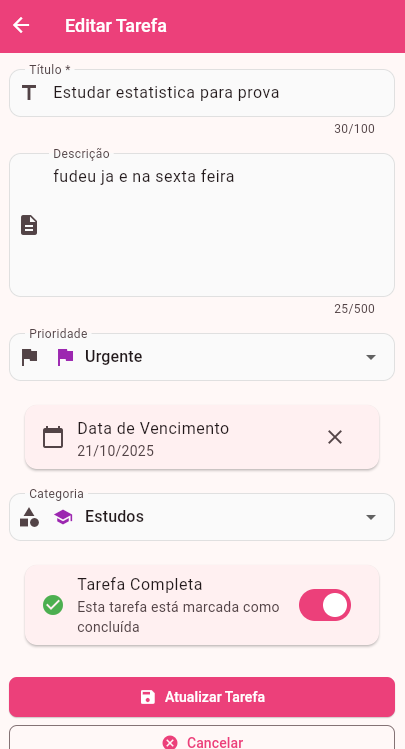 Editar Tarefa
Título *
Estudar estatistica para prova
30/100
Descrição
fudeu ja e na sexta feira
25/500
Prioridade
Urgente
Data de Vencimento
21/10/2025
Categoria
Estudos
Tarefa Completa
Esta tarefa está marcada como
concluída
Atualizar Tarefa
Cancelar